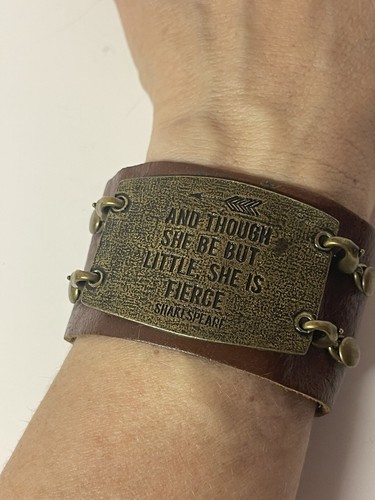 AND THOUGH
SHE BE BUT
LITTLE, SHE IS
FIERCE
SHAKESPEARE